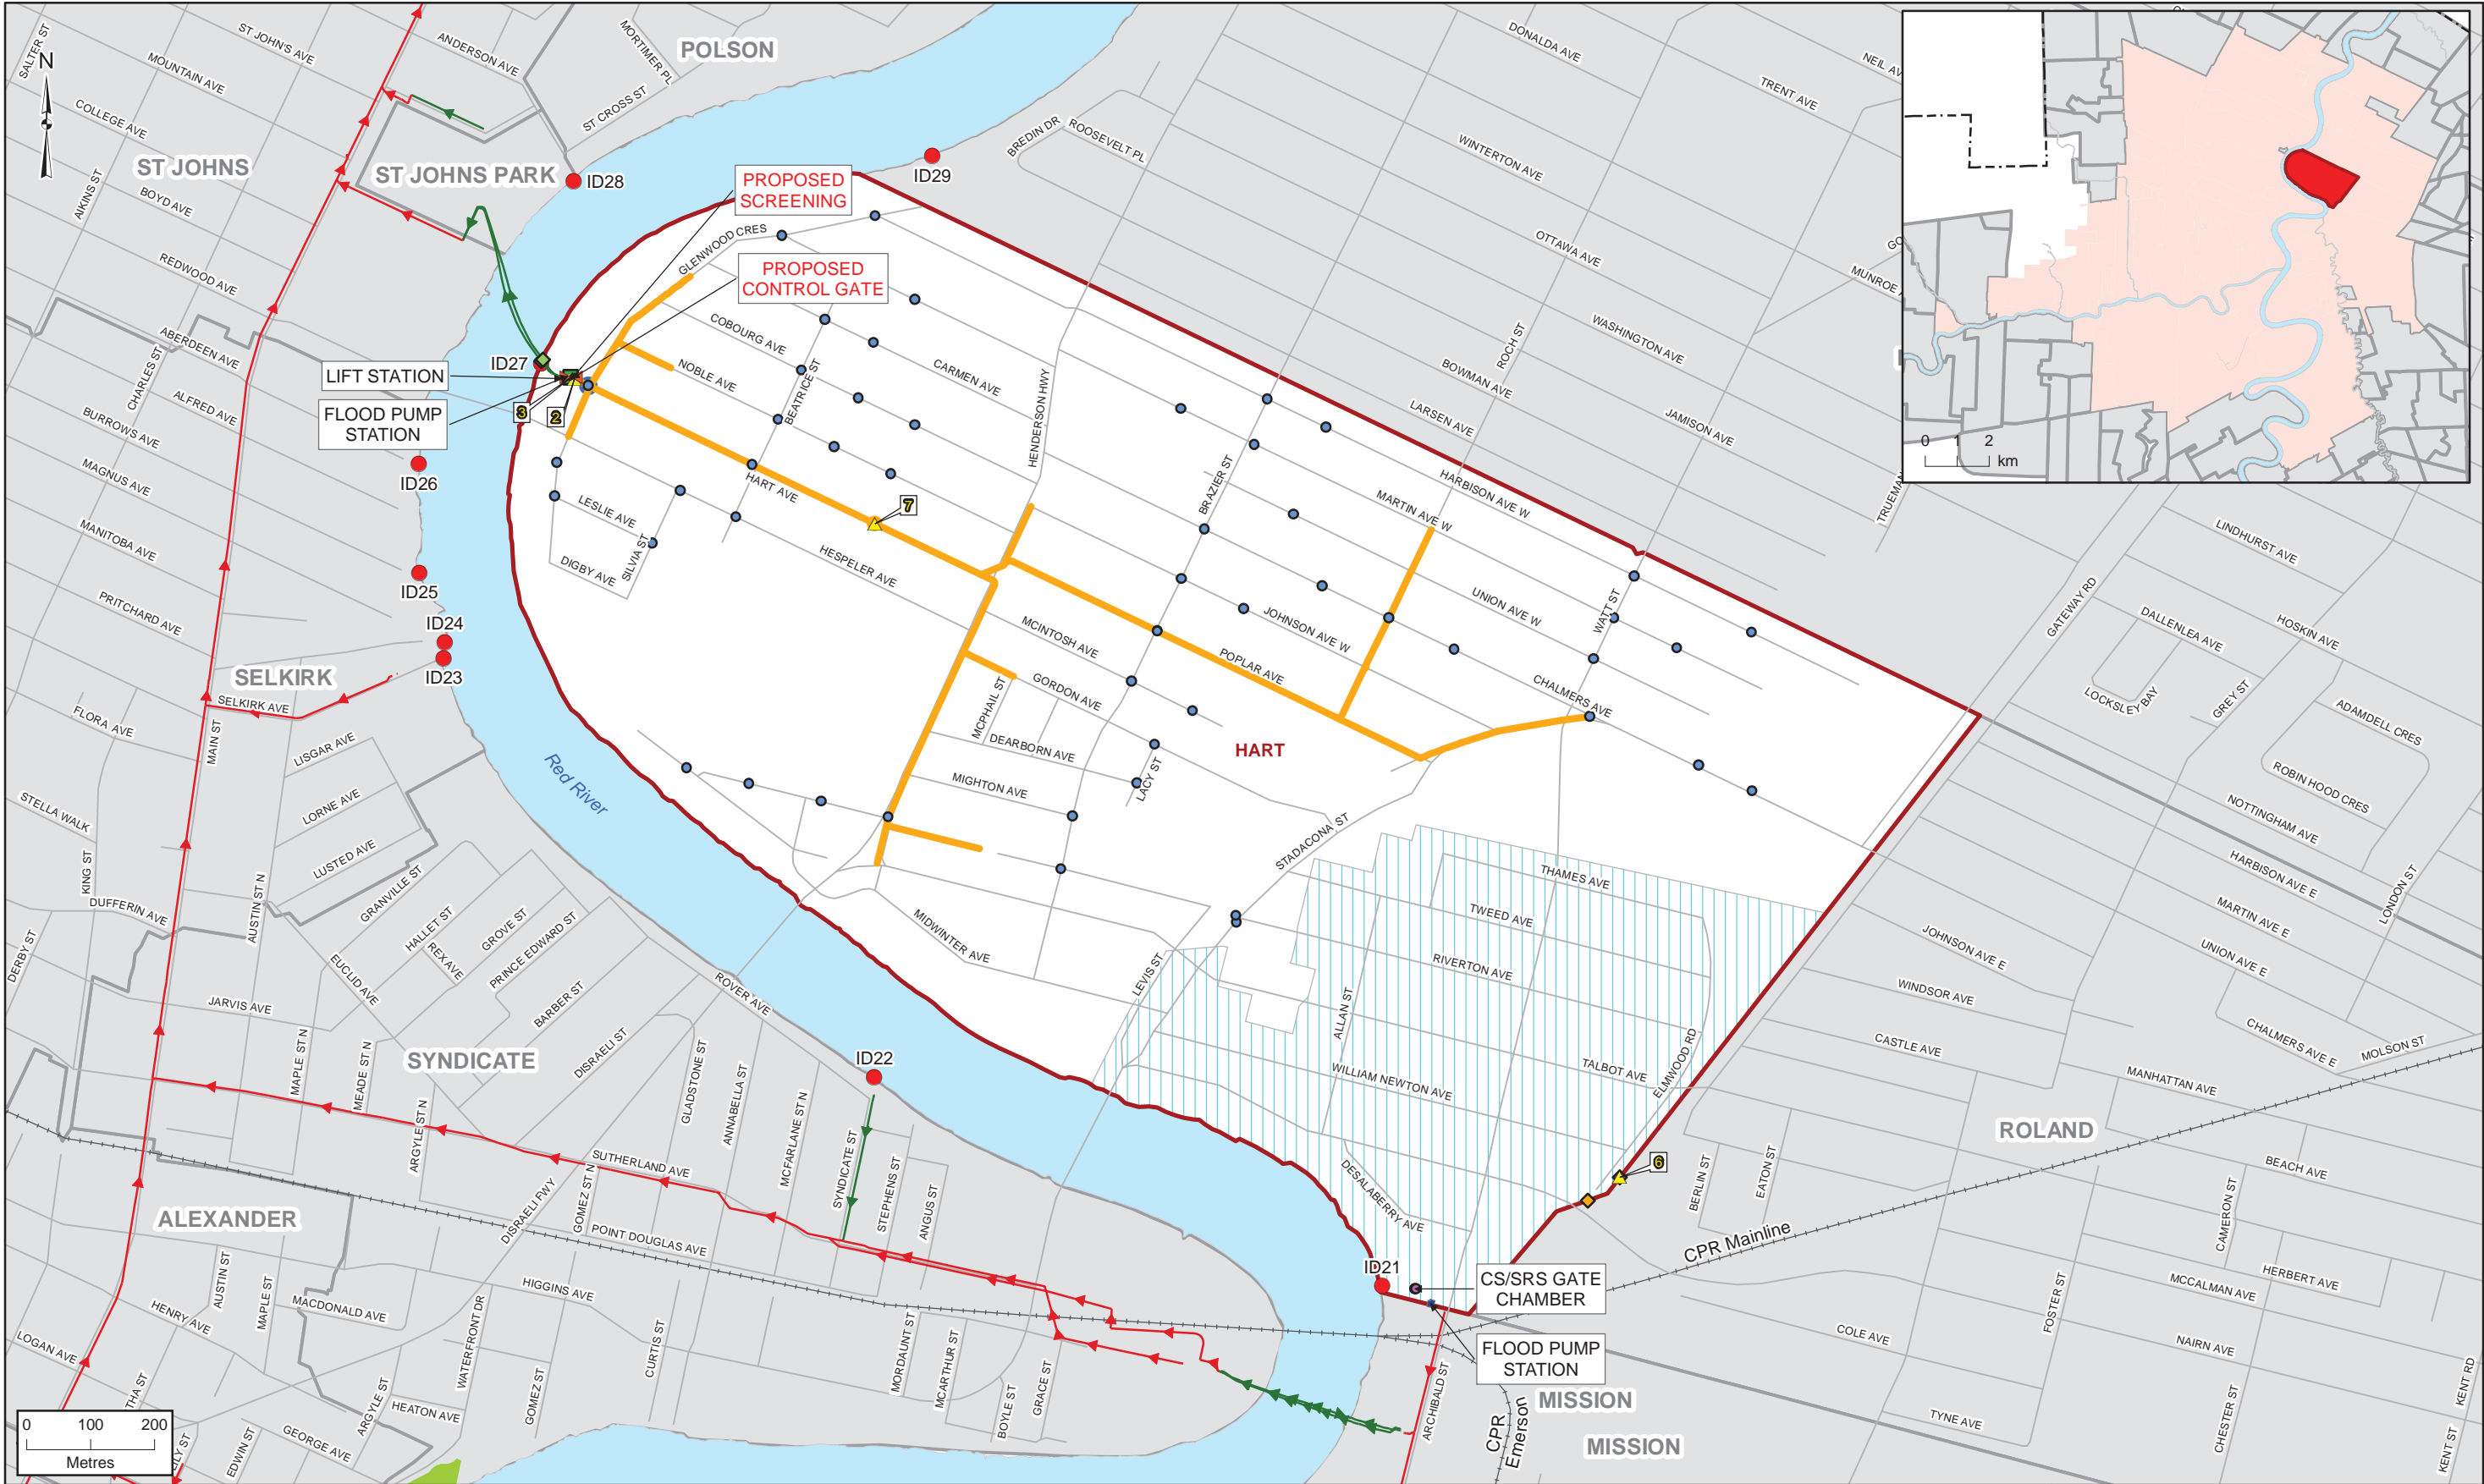 SALTER ST
ST JOHN'S AVE
ANDERSON AVE
MORTIMER PL
POLSON
DONALDA AVE
NEIL AV
N
MOUNTAIN AVE
COLLEGE AVE
ST CROSS ST
TRENT AVE
BREDIN DR
ROOSEVELT PL
ST JOHNS
ST JOHNS PARK
ID28
ID29
WINTERTON AVE
AIKINS ST
BOYD AVE
PROPOSED
SCREENING
GLENWOOD CRES
OTTAWA AVE
MUNROE
REDWOOD AVE
PROPOSED
CONTROL GATE
WASHINGTON AVE
ABERDEEN AVE
CHARLES ST
COBOURG AVE
ROCH ST
ID27
LIFT STATION
NOBLE AVE
BEATRICE ST
CARMEN AVE
HENDERSON HWY
BOWMAN AVE
JAMISON AVE
LARSEN AVE
ALFRED AVE
BURROWS AVE
FLOOD PUMP
STATION
3
2
0 1 2
km
ID26
MAGNUS AVE
HART AVE
7
BRAZIER ST
MARTIN AVE W
HARBISON AVE W
TRUEMAN
LESLIE AVE
SILVIA ST
DIGBY AVE
HESPELER AVE
MANITOBA AVE
ID25
LINDHURST AVE
GATEWAY RD
PRITCHARD AVE
ID24
ID23
MCINTOSH AVE
JOHNSON AVE W
UNION AVE W
WATT ST
DALLENLEA AVE
HOSKIN AVE
SELKIRK
SELKIRK AVE
POPLAR AVE
GORDON AVE
MCPHAIL ST
CHALMERS AVE
LOCKSLEY BAY
GREY ST
ADAMDELL CRES
FLORA AVE
MAIN ST
LISGAR AVE
DEARBORN AVE
HART
ROBIN HOOD CRES
Red River
MIGHTON AVE
LACY ST
STELLA WALK
LORNE AVE
NOTTINGHAM AVE
STADACONA ST
LUSTED AVE
HARBISON AVE E
KING ST
GRANVILLE ST
THAMES AVE
LONDON ST
DUFFERIN AVE
AUSTIN ST N
HALLET ST
GROVE ST
PRINCE EDWARD ST
REX AVE
MIDWINTER AVE
TWEED AVE
MARTIN AVE E
JOHNSON AVE E
UNION AVE E
DERBY ST
EUCLID AVE
BARBER ST
ROVER AVE
LEVIS ST
RIVERTON AVE
WINDSOR AVE
JARVIS AVE
ALLAN ST
CHALMERS AVE E
MOLSON ST
CASTLE AVE
DISRAELI ST
MAPLE ST N
MEADE ST N
SYNDICATE
GLADSTONE ST
ANNABELLA ST
ID22
WILLIAM NEWTON AVE
TALBOT AVE
ELMWOOD RD
MANHATTAN AVE
ROLAND
ARGYLE ST N
SUTHERLAND AVE
MCFARLANE ST N
SYNDICATE ST
STEPHENS ST
ANGUS ST
DESALABERRY AVE
6
BERLIN ST
EATON ST
BEACH AVE
CAMERON ST
ALEXANDER
DISRAELI FWY
GOMEZ ST N
POINT DOUGLAS AVE
CPR Mainline
AUSTIN ST
MAPLE ST
HIGGINS AVE
ID21
CS/SRS GATE
CHAMBER
HERBERT AVE
MCCALMAN AVE
FOSTER ST
HENRY AVE
MACDONALD AVE
WATERFRONT DR
CURTIS ST
MORDAUNT ST
MCARTHUR ST
COLE AVE
NAIRN AVE
LOGAN AVE
GOMEZ ST
BOYLE ST
GRACE ST
ARCHIBALD ST
FLOOD PUMP
STATION
MISSION
KENT RD
ARGYLE ST
HEATON AVE
GEORGE AVE
EDWIN ST
CPR
Emerson
TYNE AVE
CHESTER ST
MISSION
KENT ST
0 100 200
Metres